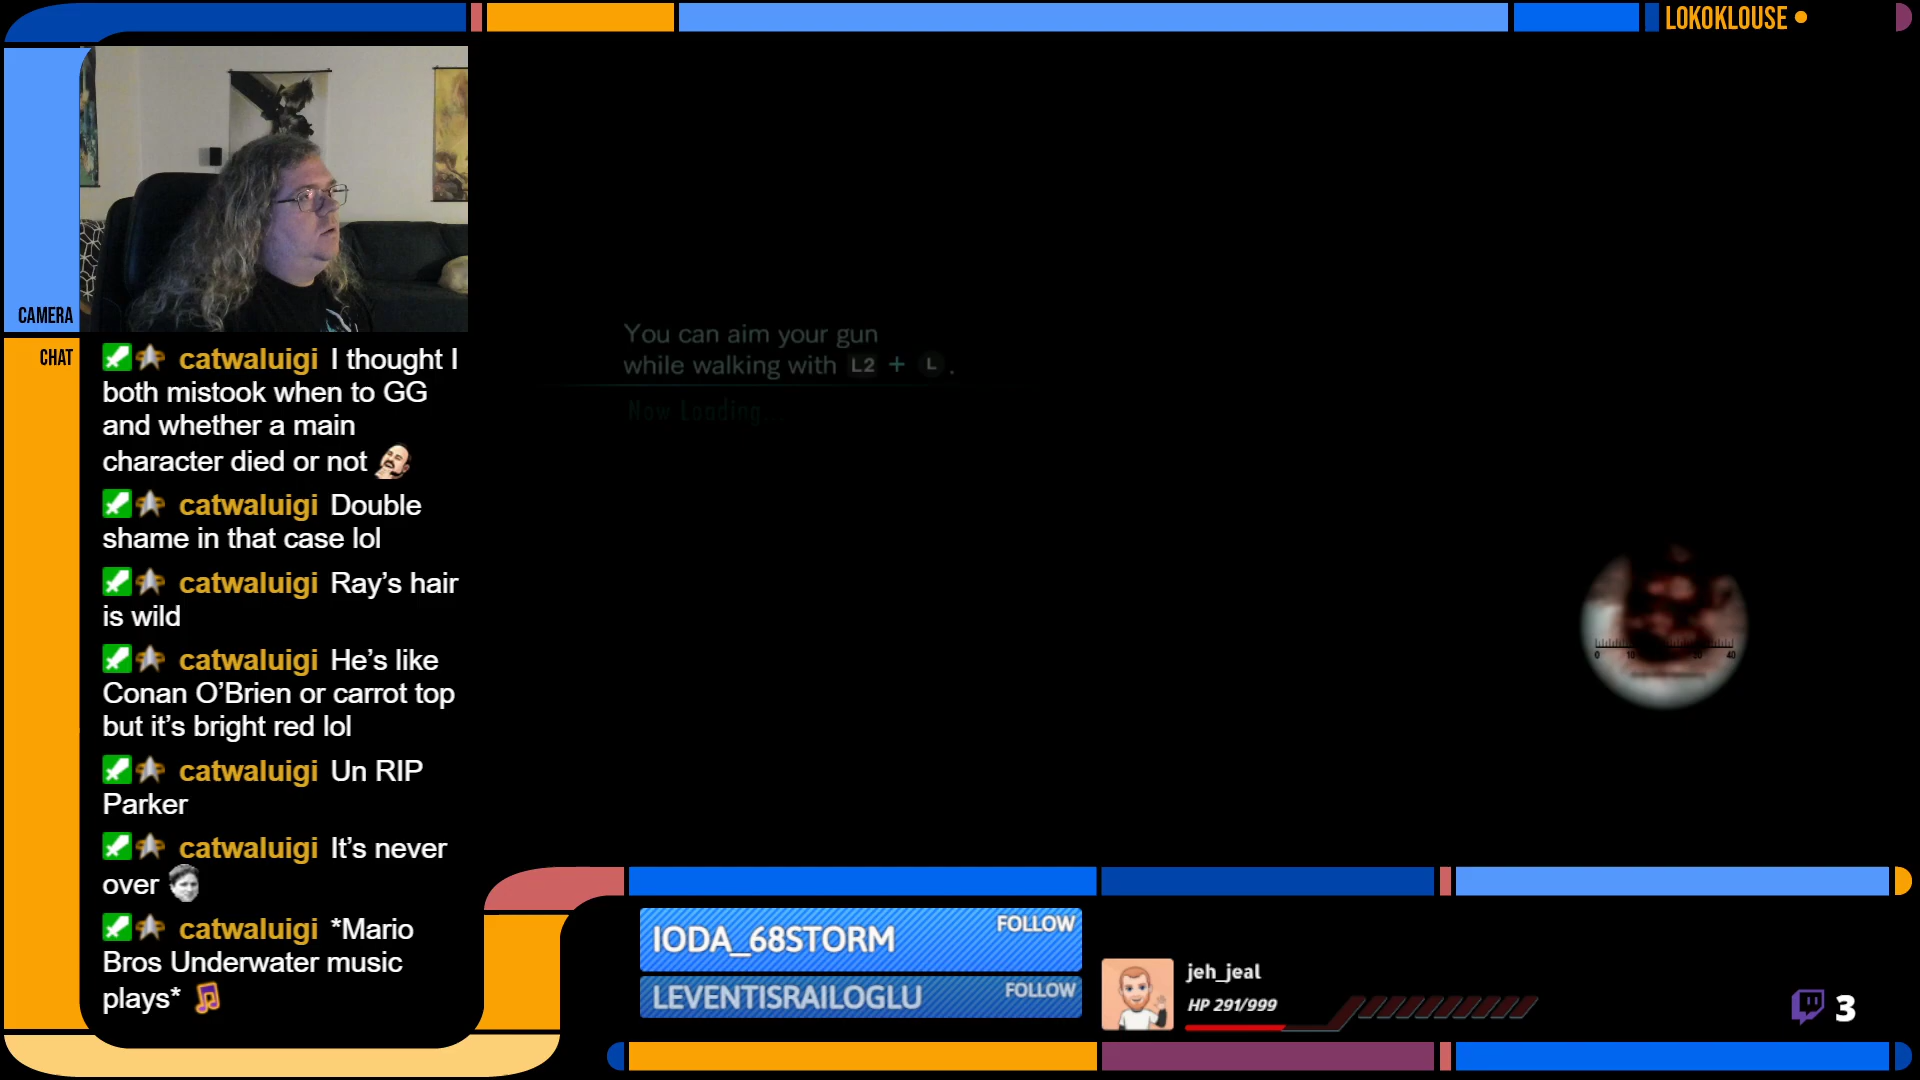 LOKOKLOUSE
CAMERA
CHAT
catwaluigi I thought I
both mistook when to GG
and whether a main
character died or not
catwaluigi Double
shame in that case lol
catwaluigi Ray’s hair
is wild
catwaluigi He’s like
Conan O’Brien or carrot top
but it’s bright red lol
catwaluigi Un RIP
Parker
catwaluigi It’s never
over
catwaluigi *Mario
Bros Underwater music
plays*
You can aim your gun
while walking with L2 + L.
Now Loading...
0 10 30 40
IODA_68STORM FOLLOW
LEVENTISRAILOGLU FOLLOW
jeh_jeal
HP 291/999
3